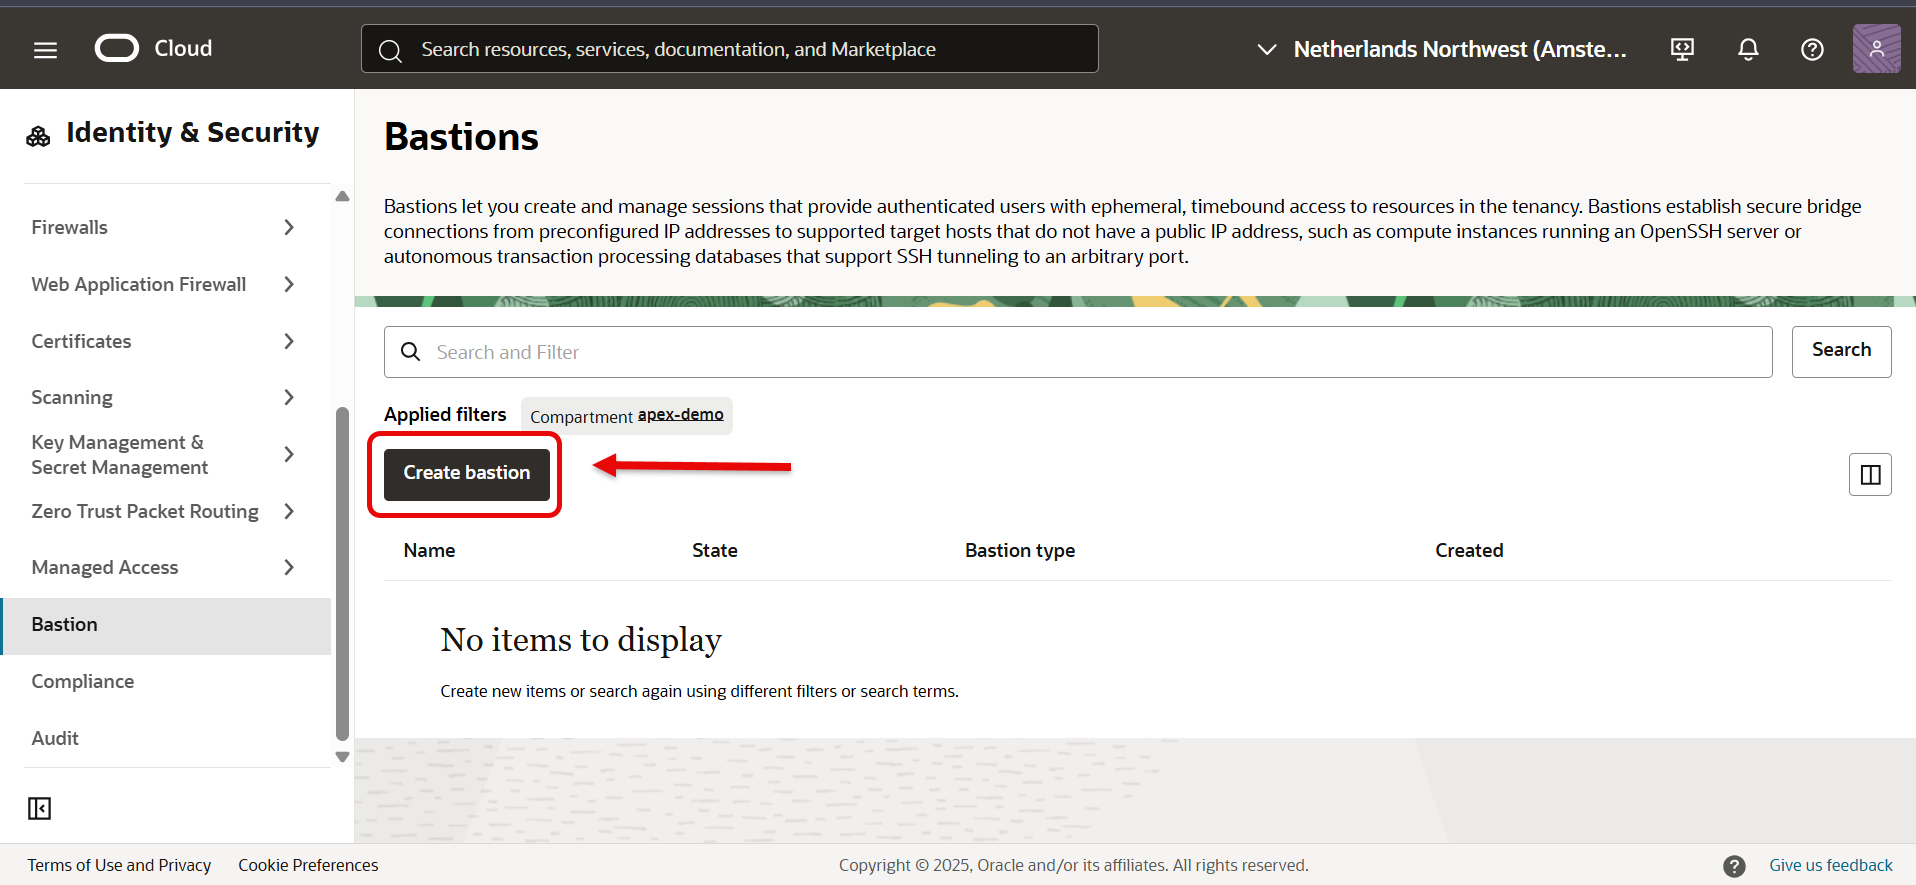 Cloud
Search resources, services, documentation, and Marketplace
Netherlands Northwest (Amste...
Identity & Security
Firewalls
Web Application Firewall
Certificates
Scanning
Key Management &
Secret Management
Zero Trust Packet Routing
Managed Access
Bastion
Compliance
Audit
Bastions
Bastions let you create and manage sessions that provide authenticated users with ephemeral, timebound access to resources in the tenancy. Bastions establish secure bridge
connections from preconfigured IP addresses to supported target hosts that do not have a public IP address, such as compute instances running an OpenSSH server or
autonomous transaction processing databases that support SSH tunneling to an arbitrary port.
Search and Filter
Search
Applied filters
Compartment apex-demo
Create bastion
Name State Bastion type Created
No items to display
Create new items or search again using different filters or search terms.
Terms of Use and Privacy
Cookie Preferences
Copyright © 2025, Oracle and/or its affiliates. All rights reserved.
Give us feedback